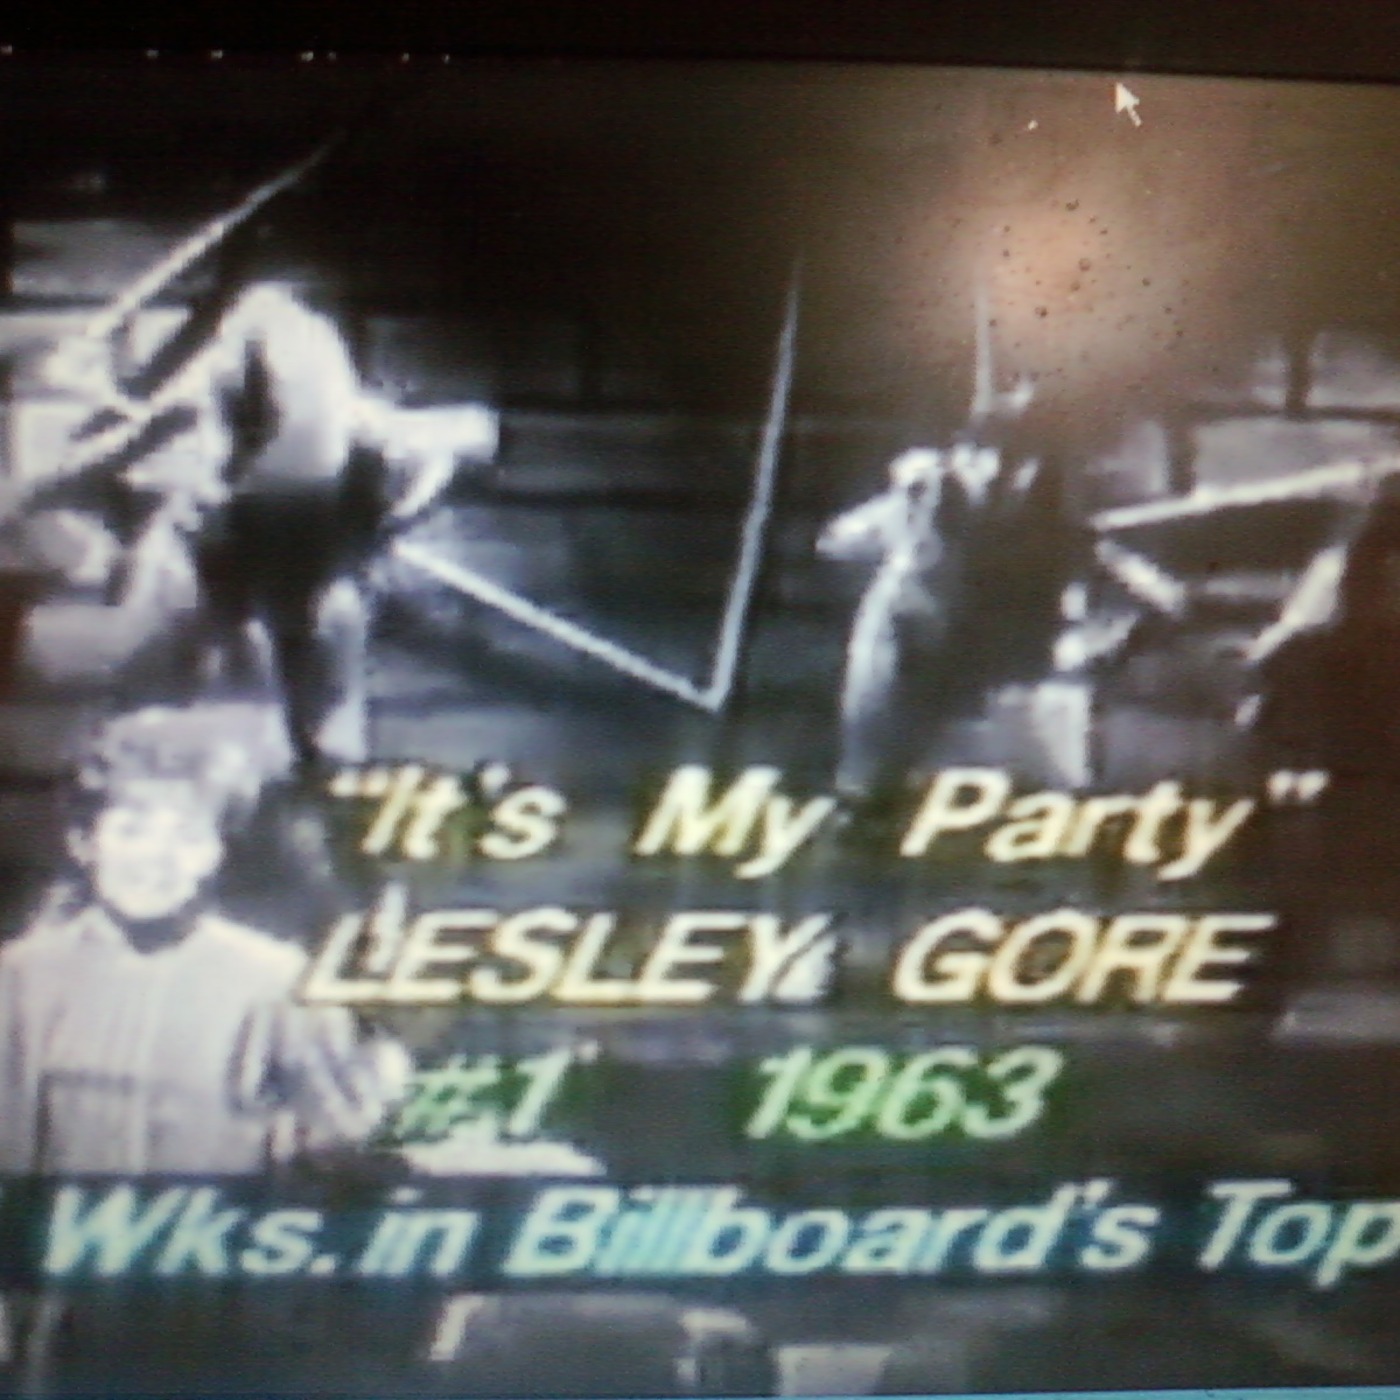 “It's My Party”
LESLEY GORE
#1 1963
Wks. in Billboard's Top